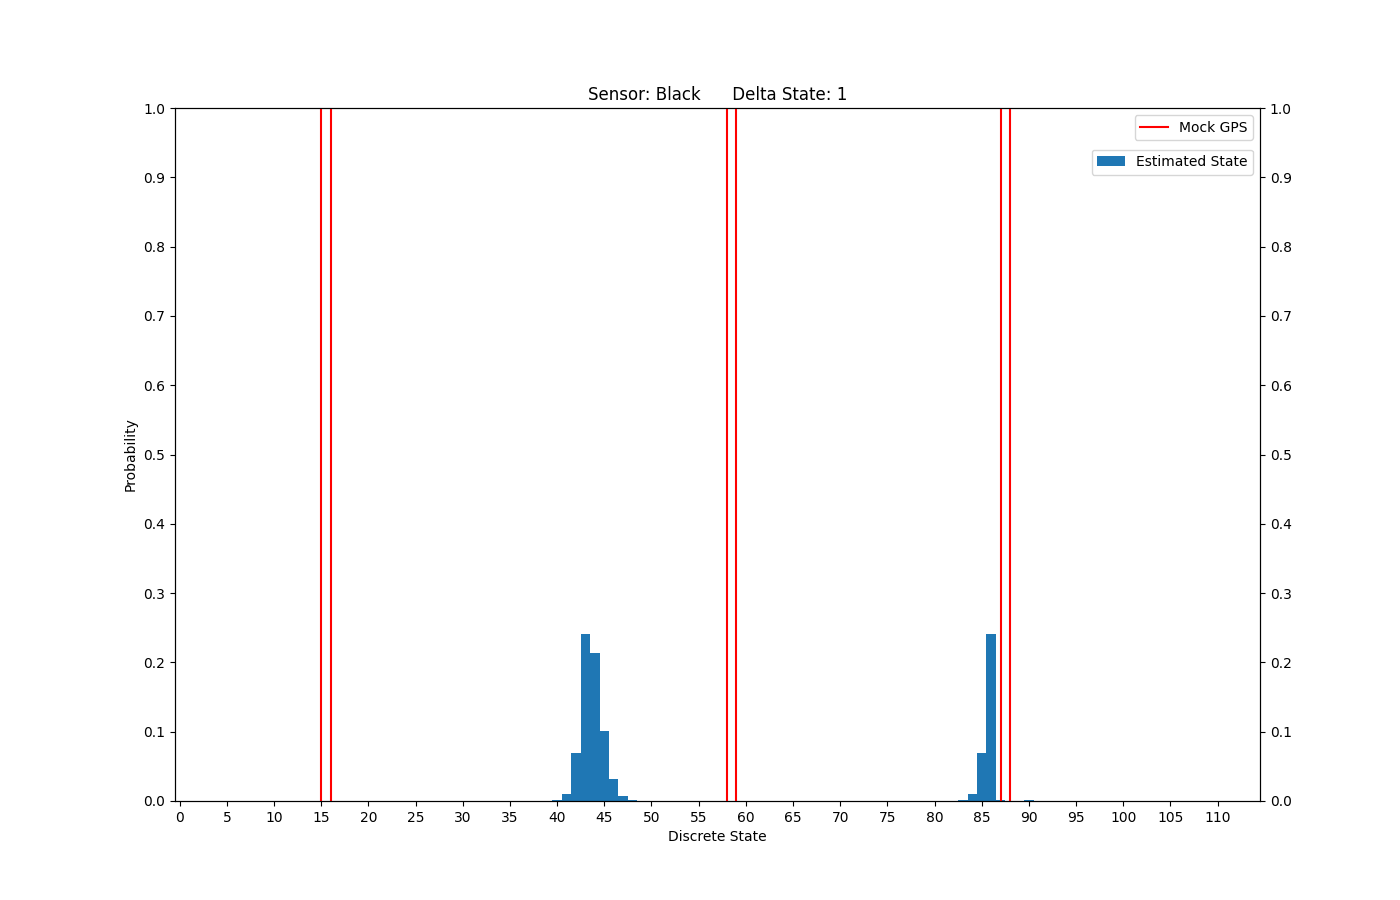 Sensor: Black Delta State: 1
1.0 1.0
Mock GPS
Estimated State
0.9 0.9
0.8 0.8
0.7 0.7
0.6 0.6
0.5 0.5
0.4 0.4
0.3 0.3
0.2 0.2
0.1 0.1
0.0 0.0
Probability
0 5 10 15 20 25 30 35 40 45 50 55 60 65 70 75 80 85 90 95 100 105 110
Discrete State